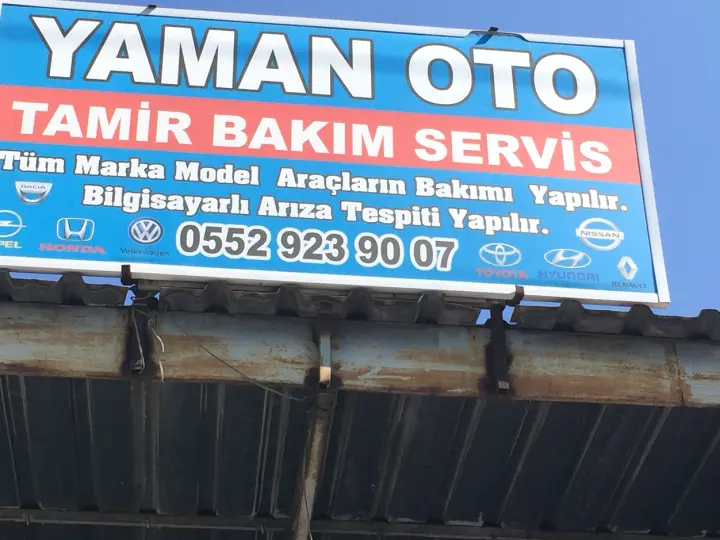 YAMAN OTO
TAMİR BAKIM SERVİS
Tüm Marka Model Araçların Bakımı Yapılır.
Bilgisayarlı Arıza Tespiti Yapılır.
DACIA
PEL HONDA Volkswagen 0552 923 90 07 TOYOTA HYUNDAI NISSAN RENAULT